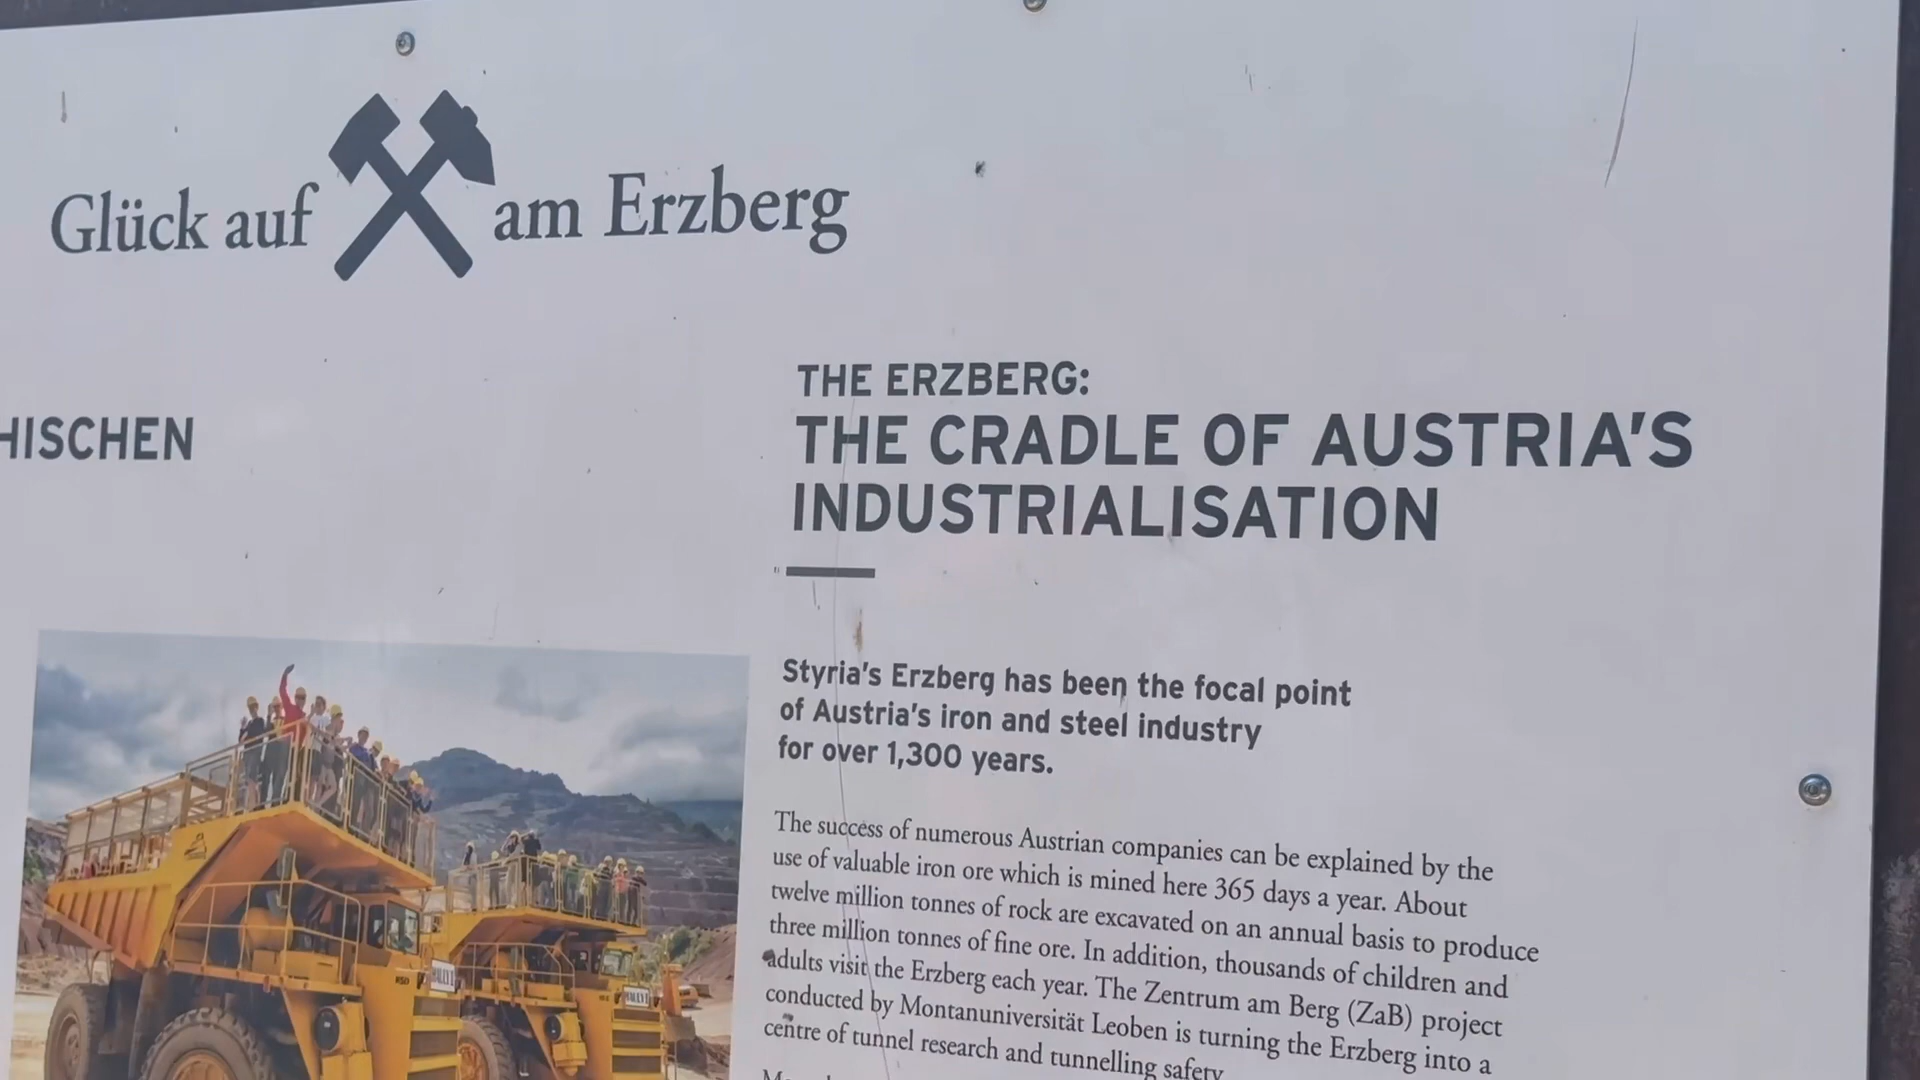 Glück auf am Erzberg
HISCHEN
THE ERZBERG:
THE CRADLE OF AUSTRIA'S
INDUSTRIALISATION
Styria's Erzberg has been the focal point
of Austria's iron and steel industry
for over 1,300 years.
The success of numerous Austrian companies can be explained by the
use of valuable iron ore which is mined here 365 days a year. About
twelve million tonnes of rock are excavated on an annual basis to produce
three million tonnes of fine ore. In addition, thousands of children and
adults visit the Erzberg each year. The Zentrum am Berg (ZaB) project
conducted by Montanuniversität Leoben is turning the Erzberg into a
centre of tunnel research and tunnelling safety